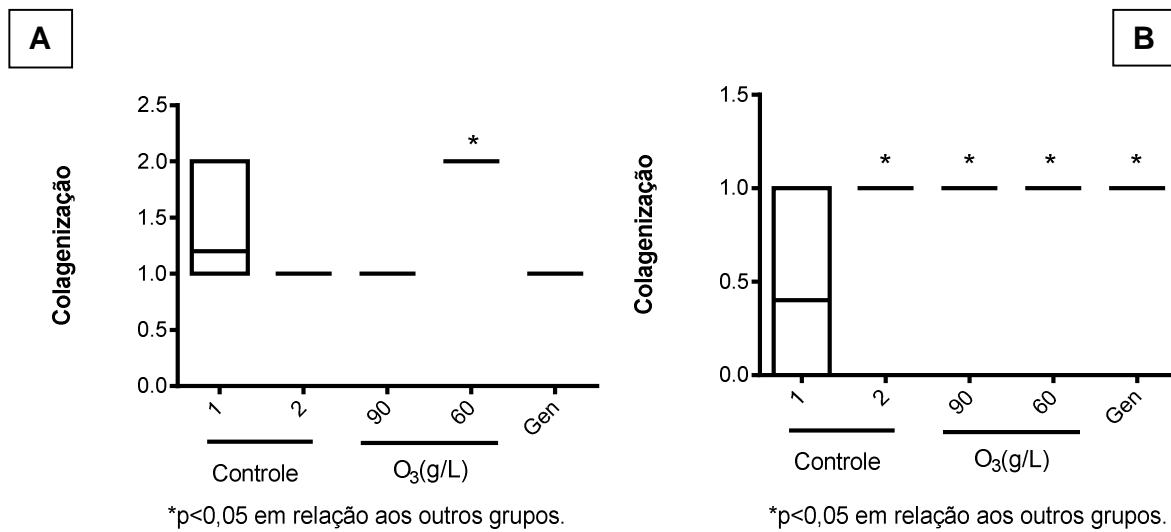 A
Colagenização
2.5
2.0
1.5
1.0
0.5
0.0
*
1
2
90
60
Gen
Controle
O₃(g/L)
*p<0,05 em relação aos outros grupos.
B
Colagenização
1.5
1.0
0.5
0.0
* * * *
1
2
90
60
Gen
Controle
O₃(g/L)
*p<0,05 em relação aos outros grupos.